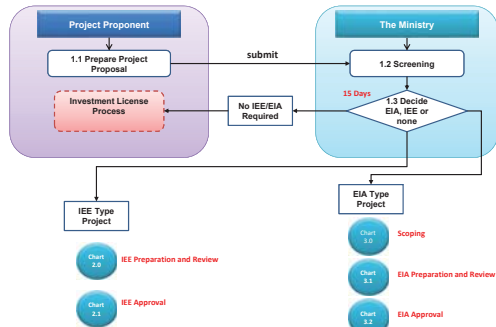 Project Proponent
The Ministry
1.1 Prepare Project
Proposal
submit
1.2 Screening
Investment License
Process
No IEE/EIA
Required
15 Days
1.3 Decide
EIA, IEE or
none
IEE Type
Project
EIA Type
Project
Chart
2.0
IEE Preparation and Review
Chart
2.1
IEE Approval
Chart
3.0
Scoping
Chart
3.1
EIA Preparation and Review
Chart
3.2
EIA Approval